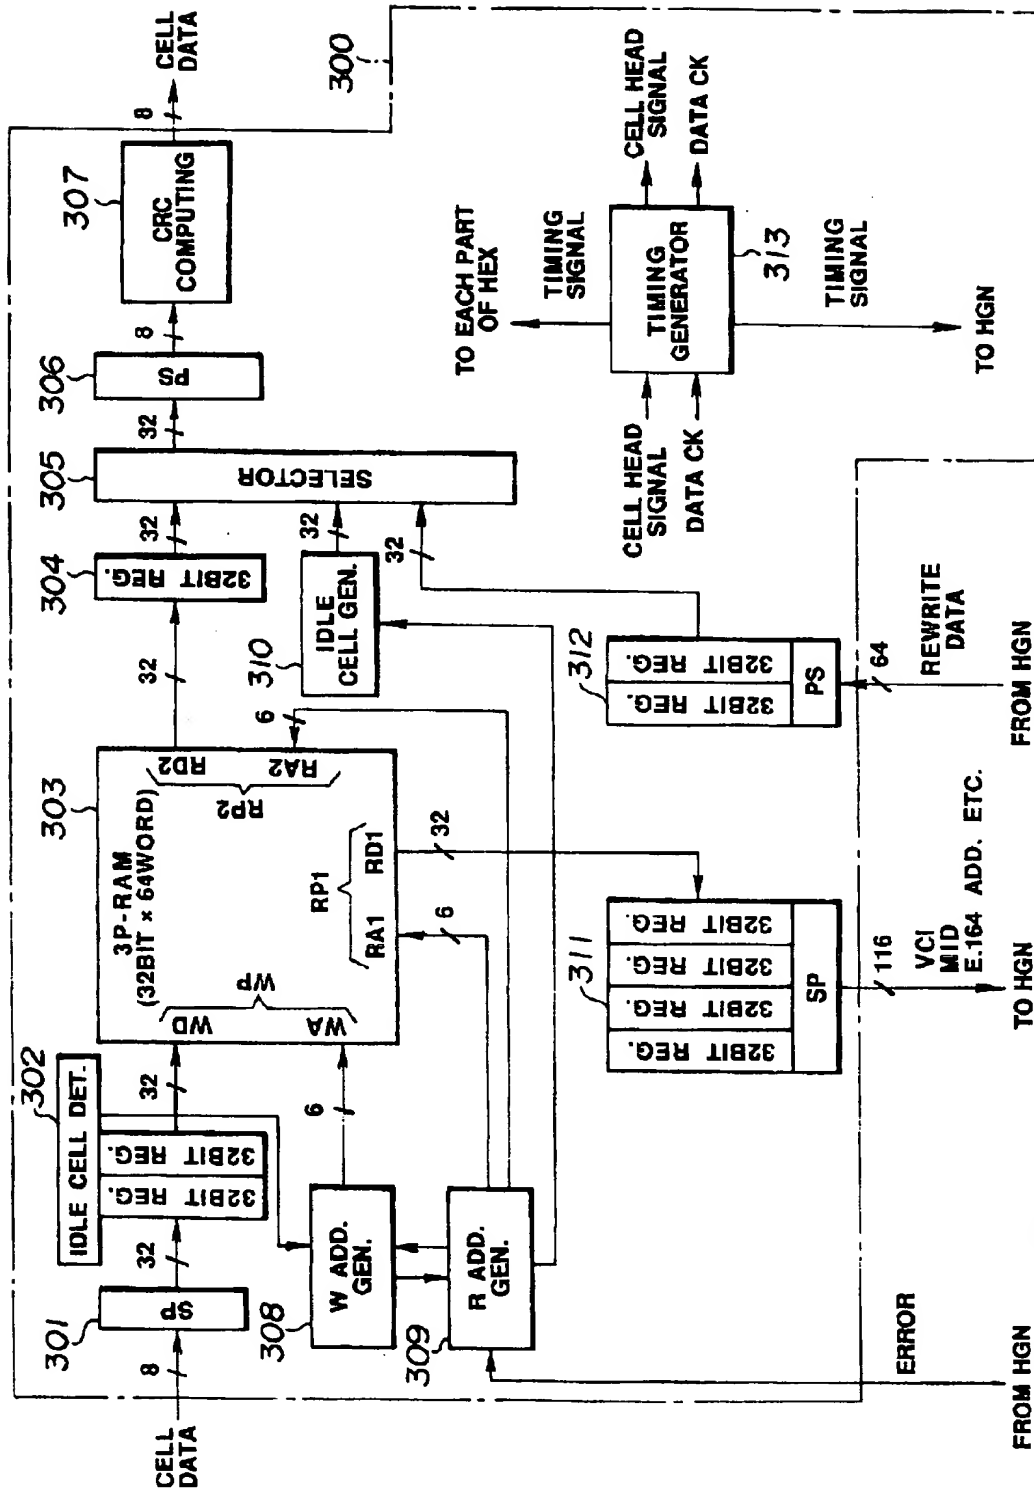 CELL
DATA
8
301
SP
32
302
IDLE CELL DET.
32BIT REG.
32BIT REG.
32
303
3P-RAM
(32BIT × 64WORD)
WD
WP
WA
RD2
RP2
RA2
RP1
RA1
RD1
32
304
32BIT REG.
32
305
SELECTOR
32
306
PS
8
307
CRC
COMPUTING
8
CELL
DATA
300
308
W ADD.
GEN.
6
309
R ADD.
GEN.
6
6
32
310
IDLE
CELL GEN.
32
32
311
32BIT REG.
32BIT REG.
32BIT REG.
32BIT REG.
SP
116
VCI
MID
E.164 ADD. ETC.
TO HGN
312
32BIT REG.
32BIT REG.
PS
64
REWRITE
DATA
FROM HGN
ERROR
FROM HGN
TO EACH PART
OF HEX
TIMING
SIGNAL
CELL HEAD
SIGNAL
DATA CK
TIMING
GENERATOR
313
CELL HEAD
SIGNAL
DATA CK
TIMING
SIGNAL
TO HGN